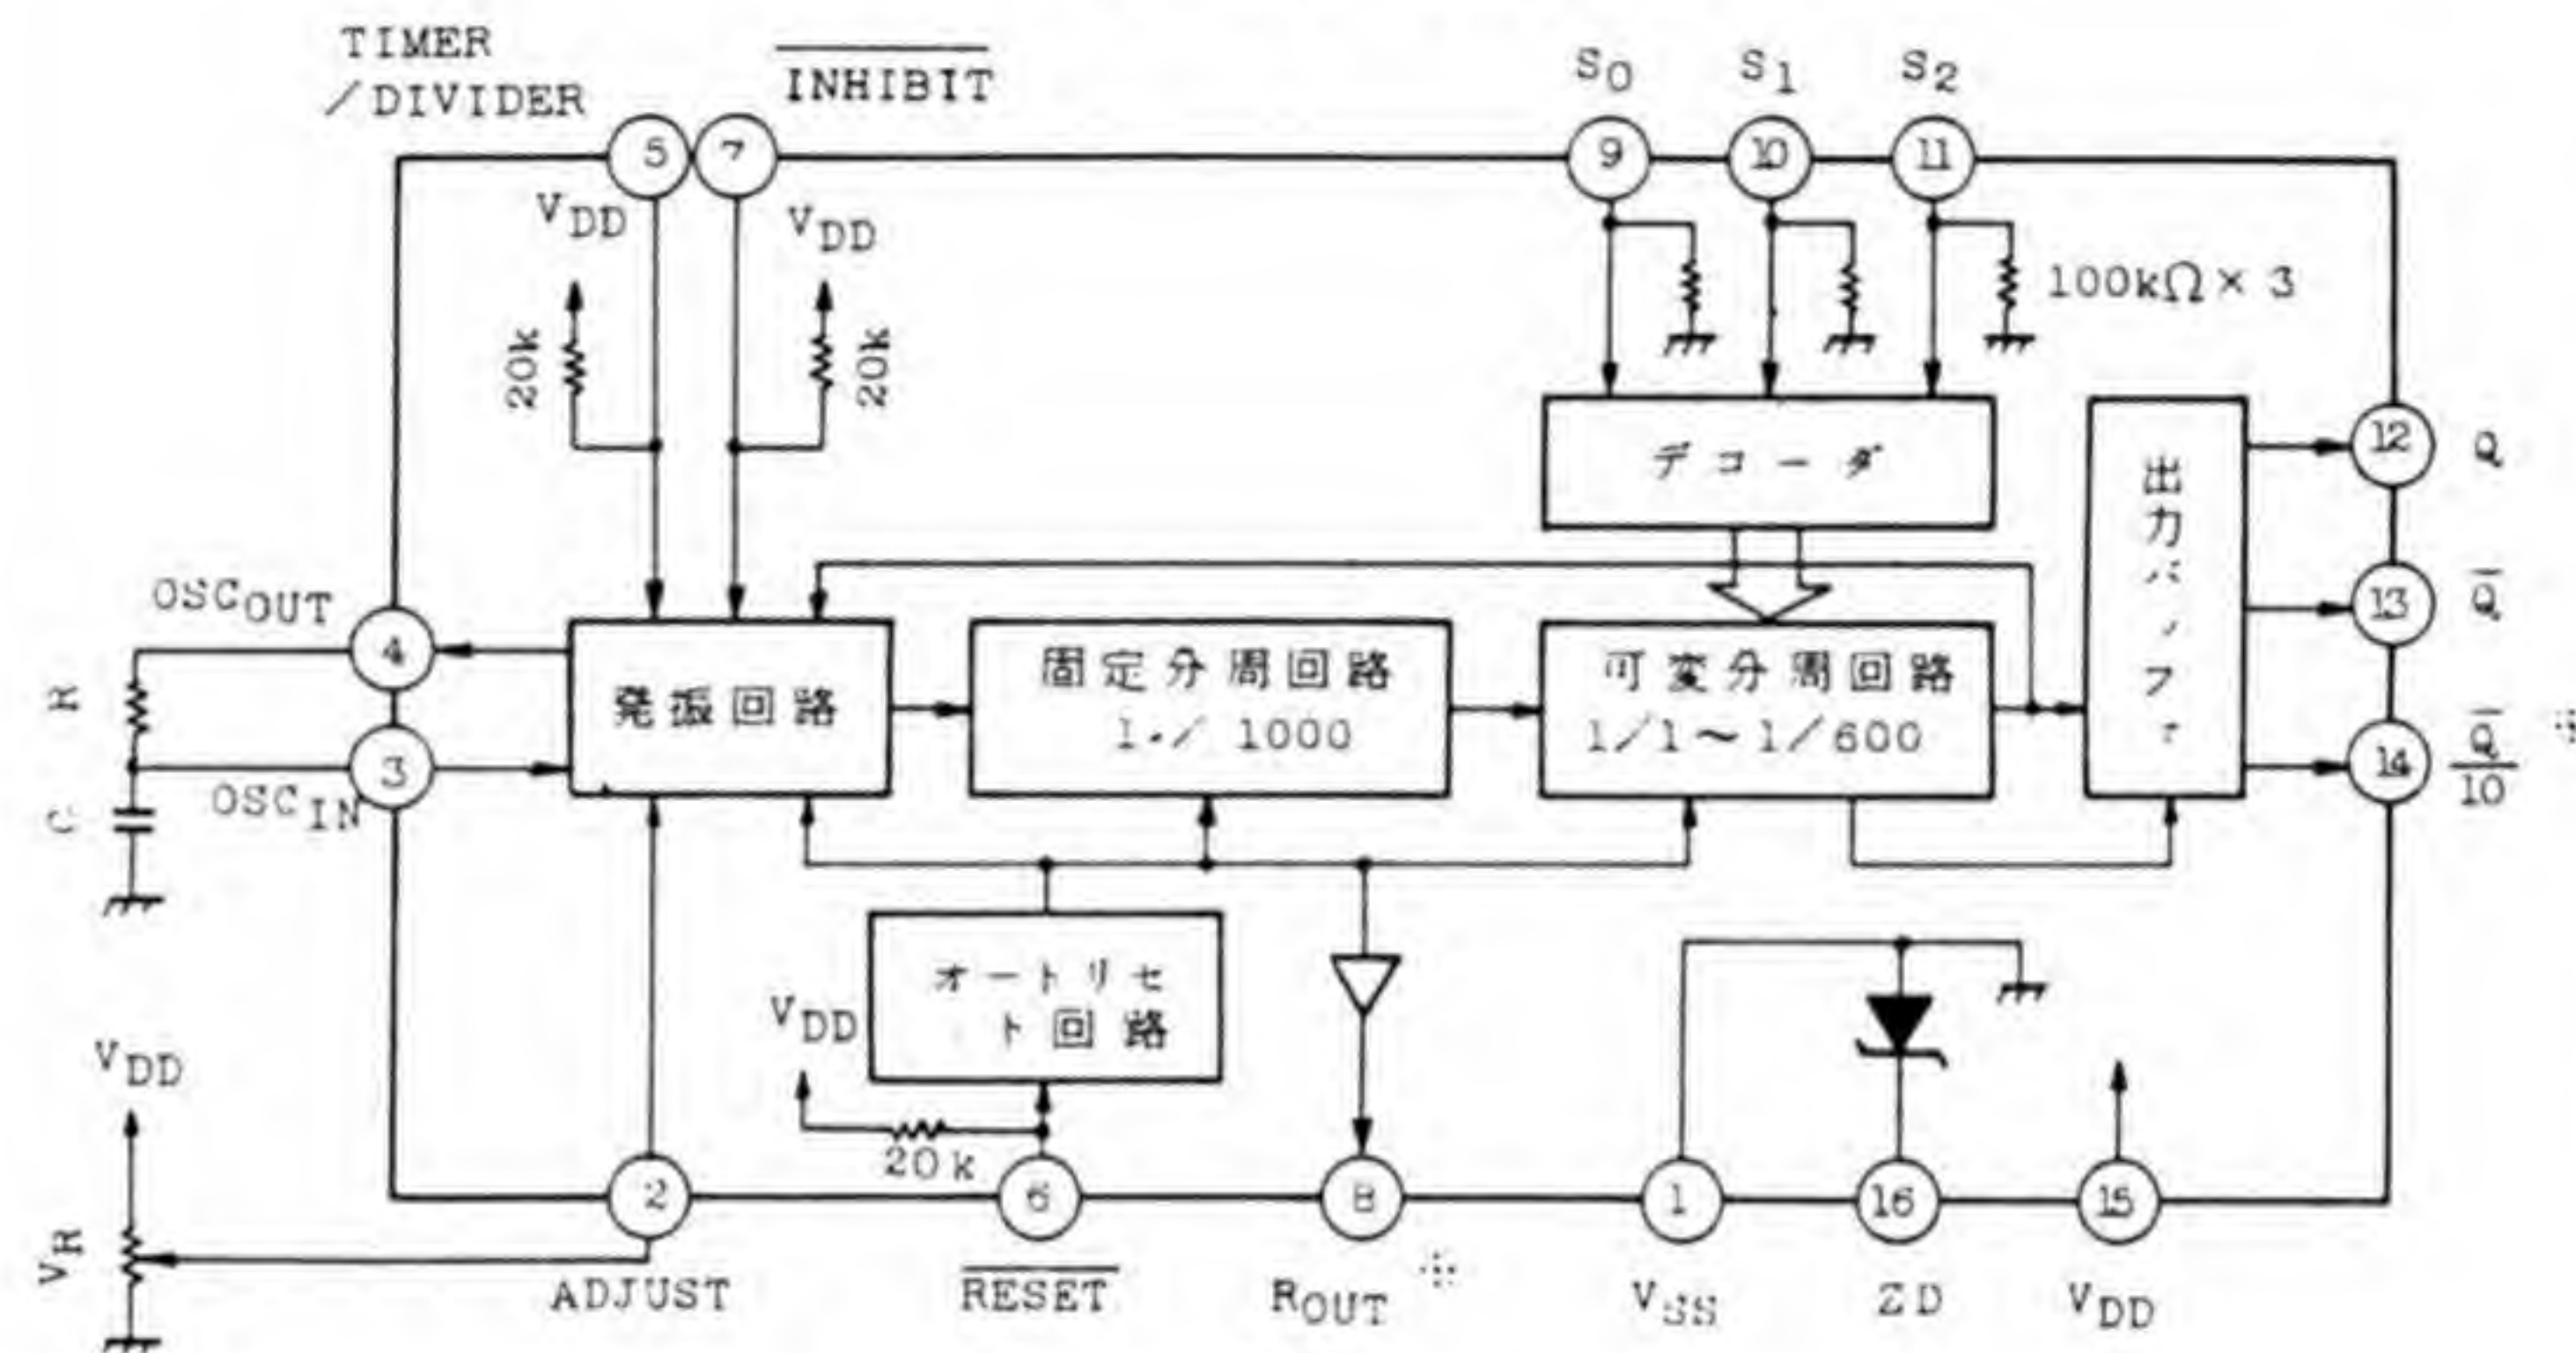 TIMER
/DIVIDER
INHIBIT
S0 S1 S2
5 7 9 10 11
VDD VDD
20k 20k
100kΩ × 3
デコーダ
12 Q
出力バッファ
OSCOUT
4
13 Q̅
R
発振回路
固定分周回路
1/1000
可変分周回路
1/1～1/600
3
OSCIN
C
14 Q̅/10 ※
オートリセ
ット回路
VDD
VDD
20k
VR
2 6 8 1 16 15
ADJUST RESET ROUT ※ VSS ZD VDD